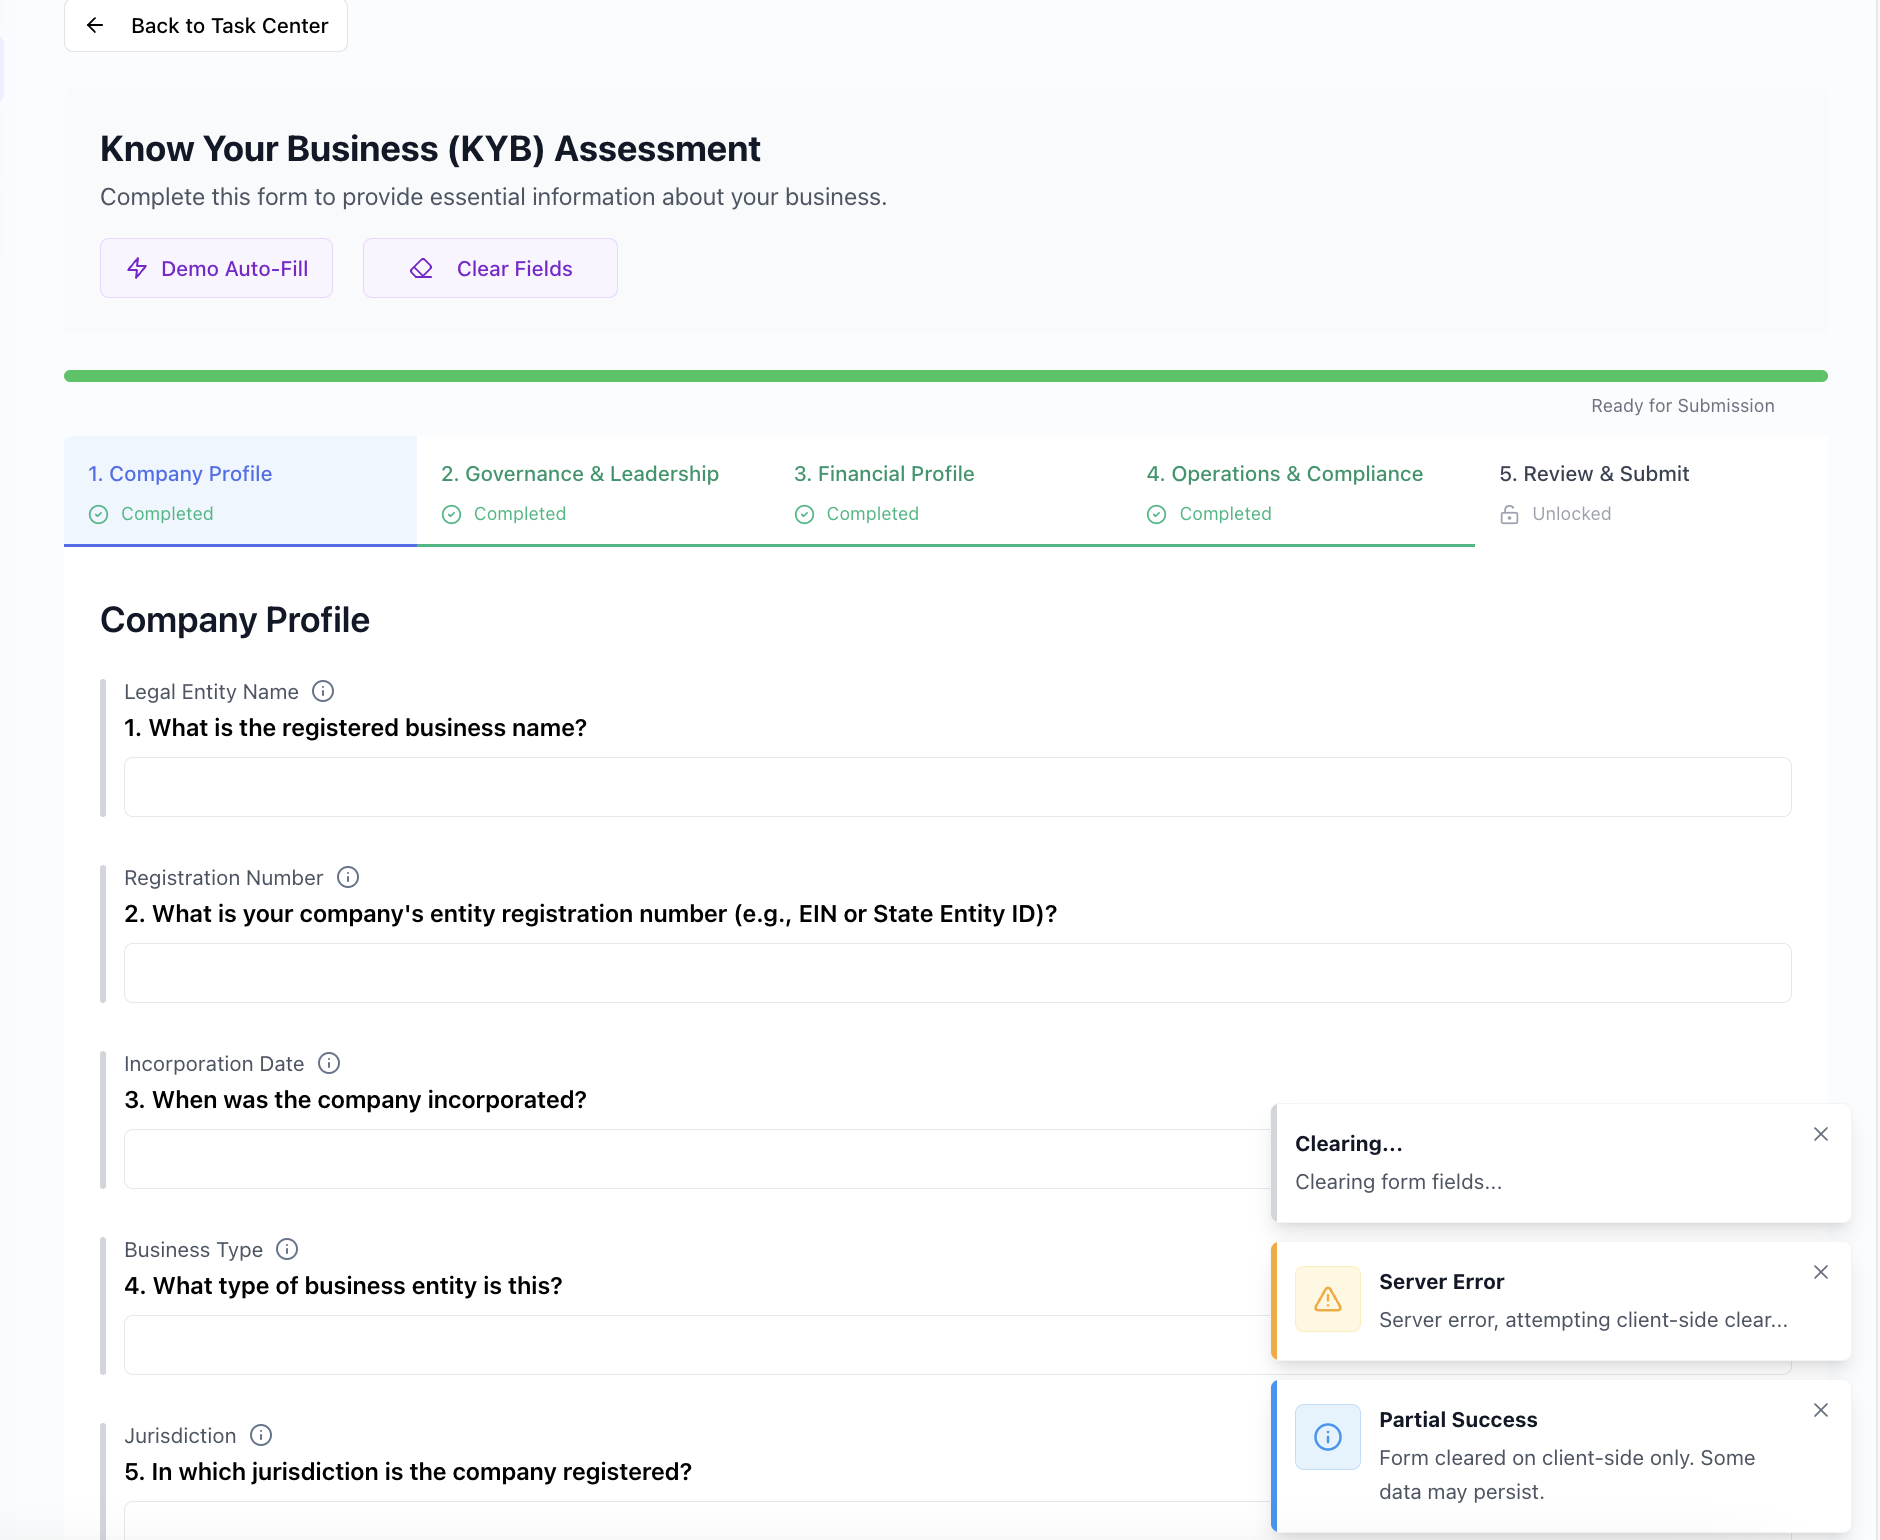 Back to Task Center
Know Your Business (KYB) Assessment
Complete this form to provide essential information about your business.
Demo Auto-Fill
Clear Fields
Ready for Submission
1. Company Profile
Completed
2. Governance & Leadership
Completed
3. Financial Profile
Completed
4. Operations & Compliance
Completed
5. Review & Submit
Unlocked
Company Profile
Legal Entity Name
1. What is the registered business name?
Registration Number
2. What is your company's entity registration number (e.g., EIN or State Entity ID)?
Incorporation Date
3. When was the company incorporated?
Business Type
4. What type of business entity is this?
Jurisdiction
5. In which jurisdiction is the company registered?
Clearing...
Clearing form fields...
Server Error
Server error, attempting client-side clear...
Partial Success
Form cleared on client-side only. Some
data may persist.